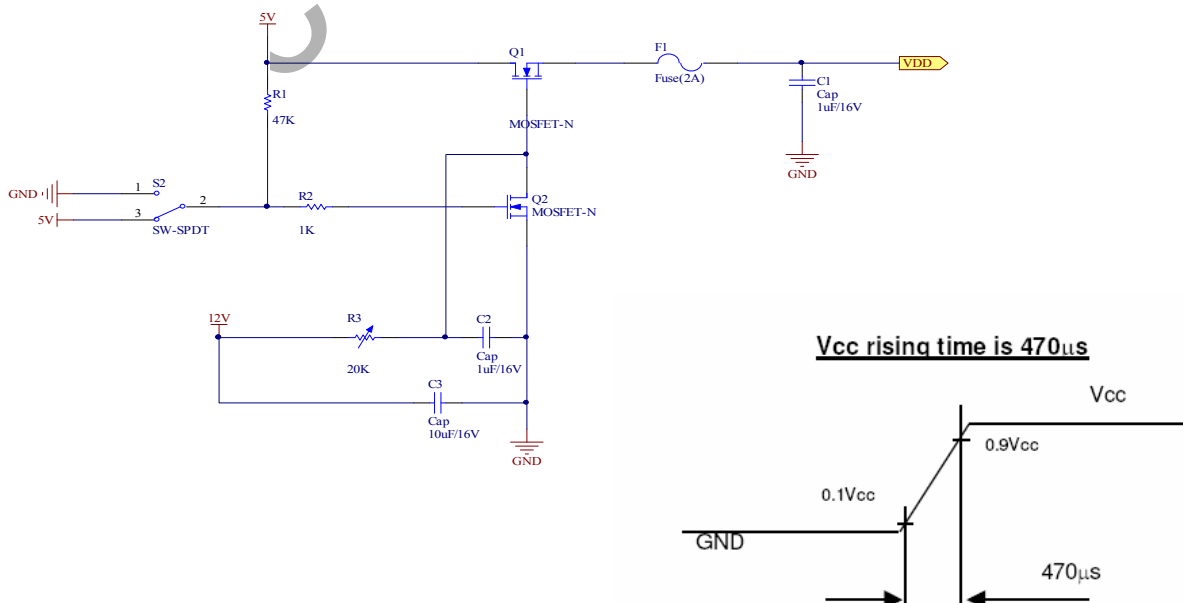 5V
Q1
F1
VDD
Fuse(2A)
C1
Cap
1uF/16V
R1
47K
MOSFET-N
GND
GND
1
S2
2
R2
Q2
MOSFET-N
5V
3
SW-SPDT
1K
12V
R3
C2
Cap
1uF/16V
20K
C3
Cap
10uF/16V
GND
Vcc rising time is 470µs
Vcc
0.9Vcc
0.1Vcc
GND
470µs